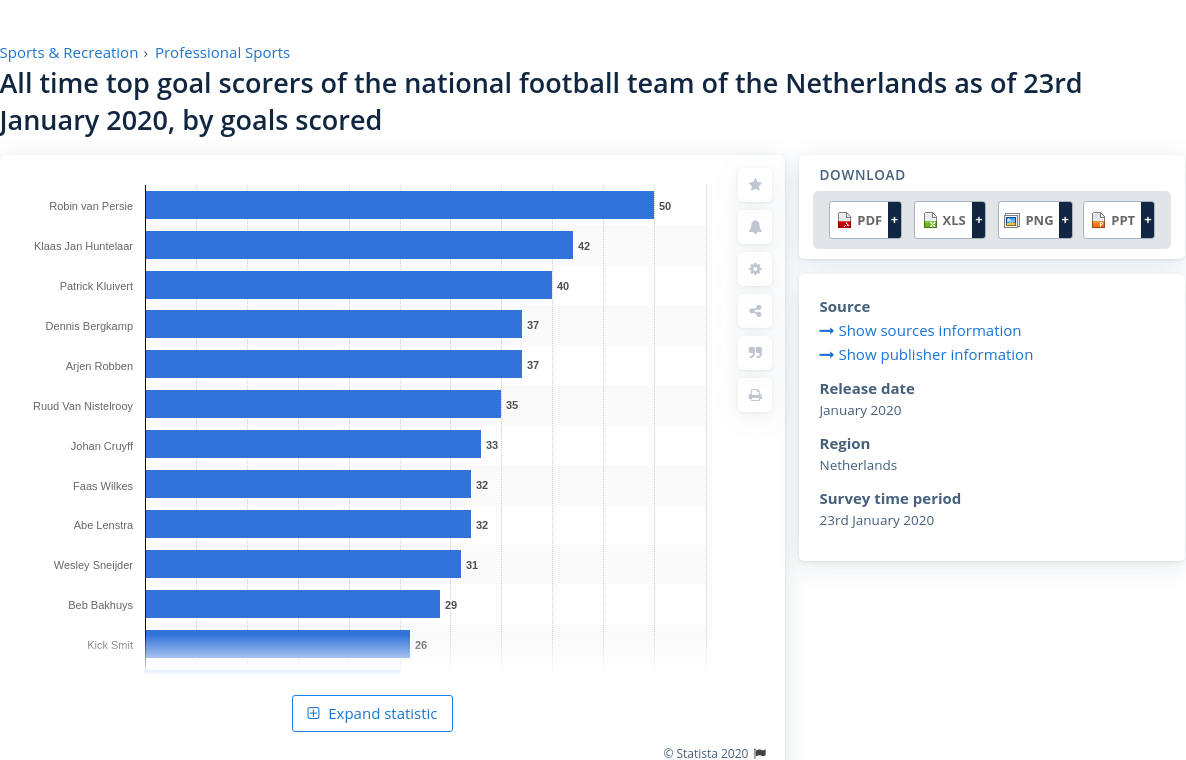 Sports & Recreation › Professional Sports
All time top goal scorers of the national football team of the Netherlands as of 23rd
January 2020, by goals scored
Robin van Persie 50
Klaas Jan Huntelaar 42
Patrick Kluivert 40
Dennis Bergkamp 37
Arjen Robben 37
Ruud Van Nistelrooy 35
Johan Cruyff 33
Faas Wilkes 32
Abe Lenstra 32
Wesley Sneijder 31
Beb Bakhuys 29
Kick Smit 26
Expand statistic
© Statista 2020
DOWNLOAD
PDF + XLS + PNG + PPT +
Source
Show sources information
Show publisher information
Release date
January 2020
Region
Netherlands
Survey time period
23rd January 2020